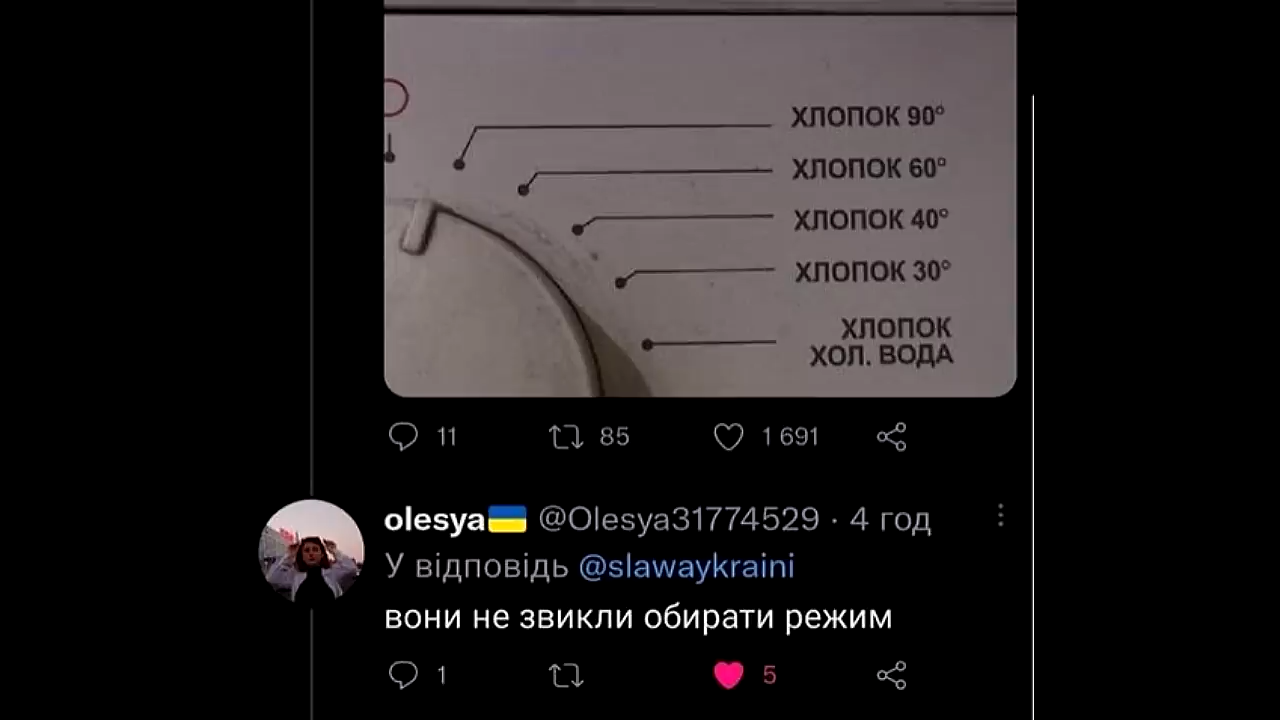 ХЛОПОК 90°
ХЛОПОК 60°
ХЛОПОК 40°
ХЛОПОК 30°
ХЛОПОК
ХОЛ. ВОДА
11 85 1 691
olesya🇺🇦 @Olesya31774529 · 4 год
У відповідь @slawaykraini
вони не звикли обирати режим
1 5